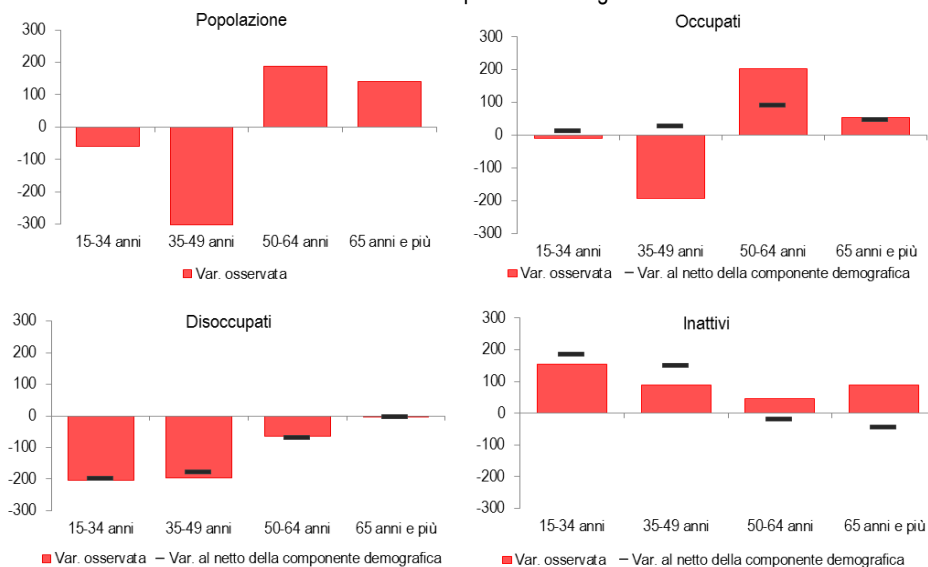 Popolazione
300
200
100
0
-100
-200
-300
15-34 anni 35-49 anni 50-64 anni 65 anni e più
Var. osservata
Occupati
300
200
100
0
-100
-200
-300
15-34 anni 35-49 anni 50-64 anni 65 anni e più
Var. osservata Var. al netto della componente demografica
Disoccupati
300
200
100
0
-100
-200
-300
15-34 anni 35-49 anni 50-64 anni 65 anni e più
Var. osservata Var. al netto della componente demografica
Inattivi
300
200
100
0
-100
-200
-300
15-34 anni 35-49 anni 50-64 anni 65 anni e più
Var. osservata Var. al netto della componente demografica